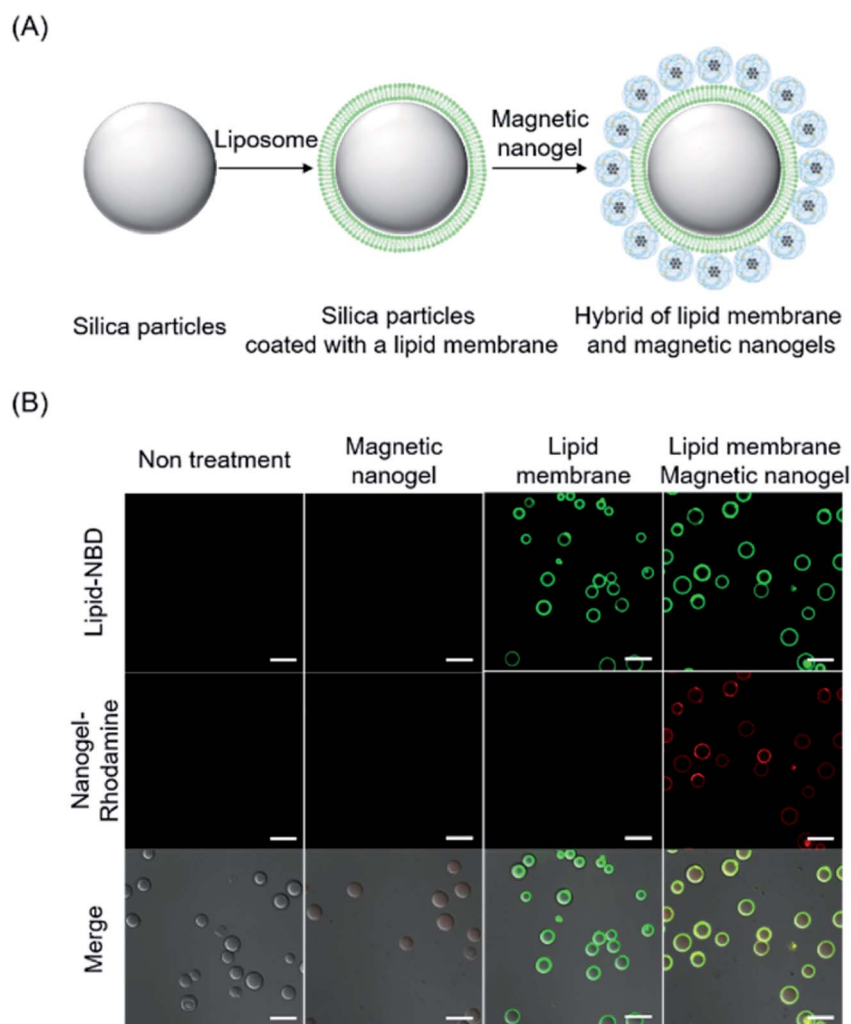 (A)
Liposome
Magnetic
nanogel
Silica particles
Silica particles
coated with a lipid membrane
Hybrid of lipid membrane
and magnetic nanogels
(B)
Non treatment
Magnetic
nanogel
Lipid
membrane
Lipid membrane
Magnetic nanogel
Lipid-NBD
Nanogel-
Rhodamine
Merge